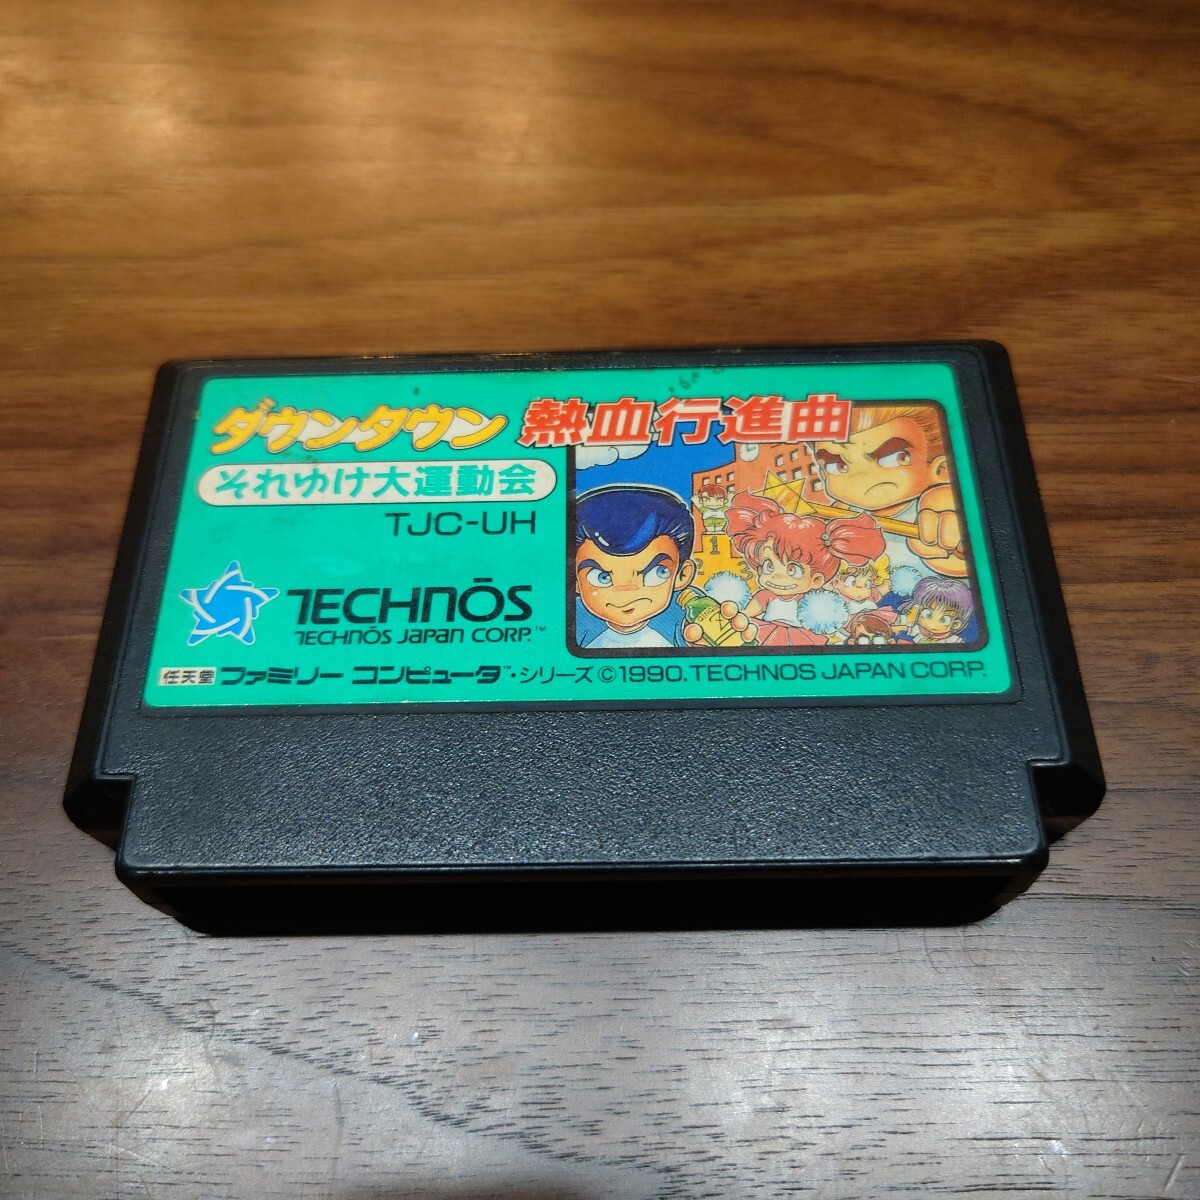 ダウンタウン 熱血行進曲
それゆけ大運動会
TJC-UH
TECHNŌS
TECHNŌS JAPAN CORP.™
任天堂 ファミリー コンピュータ™・シリーズ ©1990. TECHNOS JAPAN CORP.
1
3